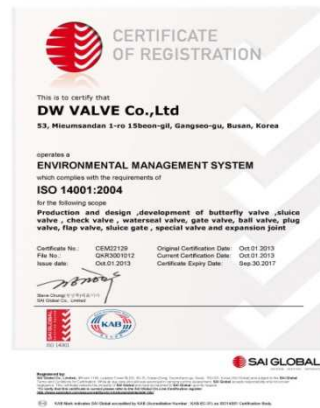 CERTIFICATE
OF REGISTRATION
This is to certify that
DW VALVE Co.,Ltd
53, Mieumsandan 1-ro 15beon-gil, Gangseo-gu, Busan, Korea
operates a
ENVIRONMENTAL MANAGEMENT SYSTEM
which complies with the requirements of
ISO 14001:2004
for the following scope
Production and design ,development of butterfly valve ,sluice
valve , check valve , waterseal valve, gate valve, ball valve, plug
valve, flap valve, sluice gate , special valve and expansion joint
Certificate No.: CEM22129 Original Certification Date: Oct 01 2013
File No.: QKR3001012 Current Certification Date: Oct.01 2013
Issue date: Oct.01.2013 Certificate Expiry Date: Sep.30.2017
SAI Global Co., Limited
ISO 14001
KAB
SAI GLOBAL
Registered by: